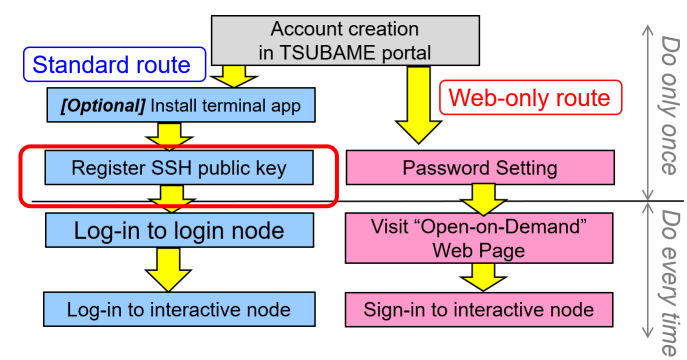 Account creation
in TSUBAME portal
Standard route
Web-only route
[Optional] Install terminal app
Register SSH public key
Password Setting
Do only once
Log-in to login node
Visit “Open-on-Demand”
Web Page
Log-in to interactive node
Sign-in to interactive node
Do every time